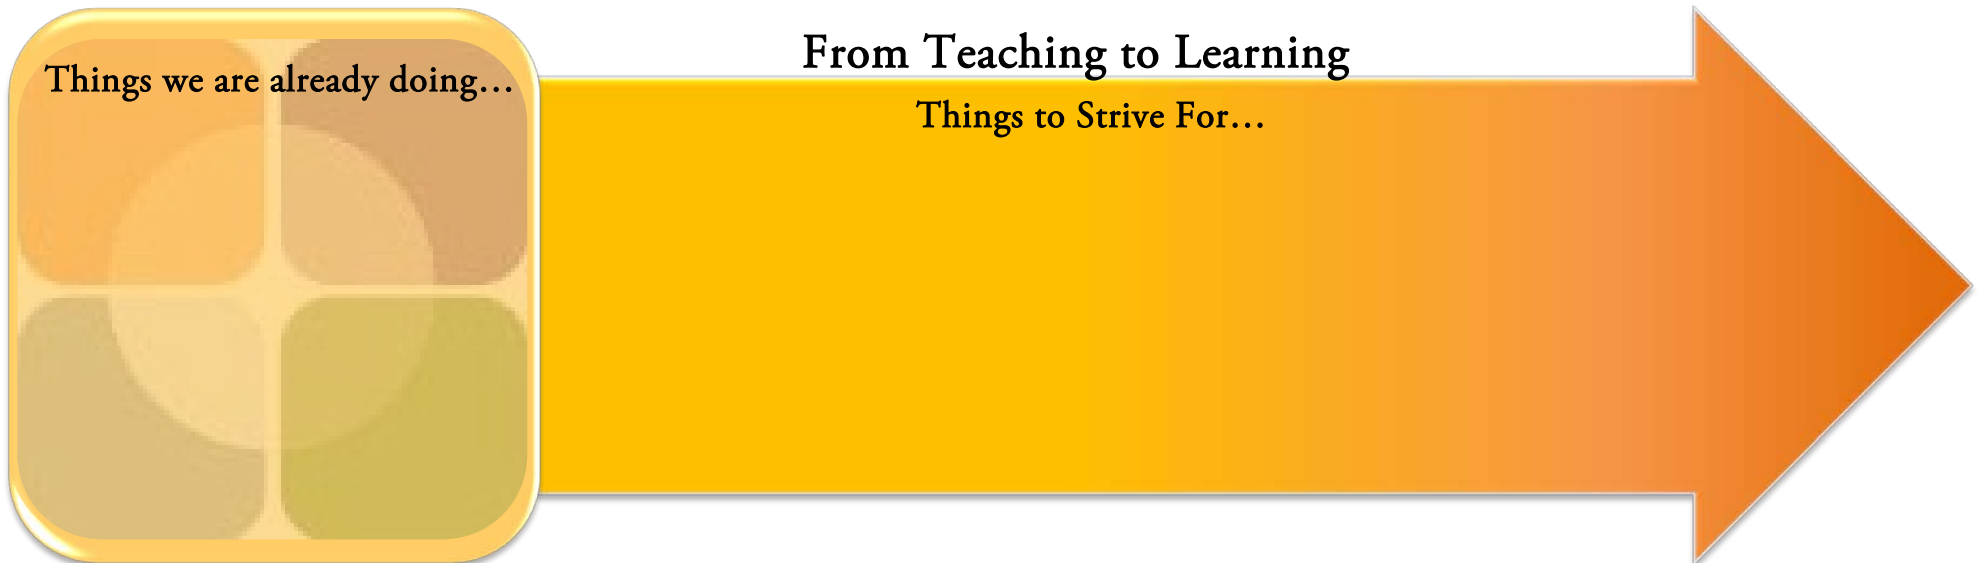 Things we are already doing…
From Teaching to Learning
Things to Strive For…